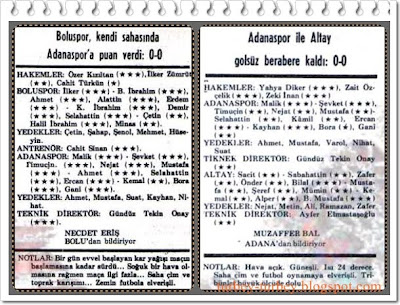 Boluspor, kendi sahasında
Adanaspor'a puan verdi: 0-0
HAKEMLER: Özer Kızıltan (★★★), İlker Zümrüt
(★★), Cahit Türkün (★)
BOLUSPOR: İlker (★★) - B. İbrahim (★★),
Ahmet (★★), Alattin (★★★), Erdem
(★★) - K. İbrahim (★★), Demir
(★★), Selahattin (★★) - Çetin (★★),
Halil İbrahim (★★), Minas (★★).
YEDEKLER: Çetin, Şahap, Şenol, Mehmet, Hüse-
yin.
ANTRENÖR: Cahit Sinan (★★).
ADANASPOR: Malik (★★) - Şevket (★★★),
Timuçin (★★), Nejat (★★), Mustafa
(★★★) - Ahmet (★★★), Selahattin
(★★), Ercan (★★) - Kemal (★★), Bora
(★★), Gani (★★).
YEDEKLER: Ahmet, Mustafa, Suat, Kayhan, Ni-
hat.
TEKNİK DİREKTÖR: Gündüz Tekin Onay
(★★).
NECDET ERİŞ
BOLU'dan bildiriyor
NOTLAR: Bir gün evvel başlayan kar yağışı maçın
başlamasına kadar sürdü... Soğuk bir hava ol-
masına rağmen maça ilgi fazla... Saha çim ve
toprak karışımı... Zemin futbola elverişli.
Adanaspor ile Altay
golsüz berabere kaldı: 0-0
HAKEMLER: Yahya Diker (★★★), Zait Öz-
çelik (★★★), Zeki İnan (★★★)
ADANASPOR: Malik (★★) - Şevket (★★★),
Timuçin (★★), Nejat (★★), Mustafa (★★) -
Selahattin (★★), Kâmil (★★), Ercan
(★★★) - Kayhan (★★), Bora (★), Gani
(★★).
YEDEKLER: Ahmet, Mustafa, Varol, Nihat,
Suat
TEKNİK DİREKTÖR: Gündüz Tekin Onay
(★★).
ALTAY: Sacit (★★) - Sabahattin (★★), Zafer
(★★), Önder (★★), Bilal (★★) - Musta-
fa (★★), Şeref (★★), Mümin (★★) - Ke-
mal (★★), Alper (★★), B. Mustafa (★★)
YEDEKLER: Nejat, Metin, Ali, Ramazan, Zafer
TEKNİK DİREKTÖR: Ayfer Elmastaşoğlu
(★★)
MUZAFFER BAL
ADANA'dan bildiriyor
NOTLAR: Hava açık. Güneşli. Isı 24 derece.
Saha çim ve futbol oynamaya elverişli. Tri-
bünler büyük ölçüde dolu